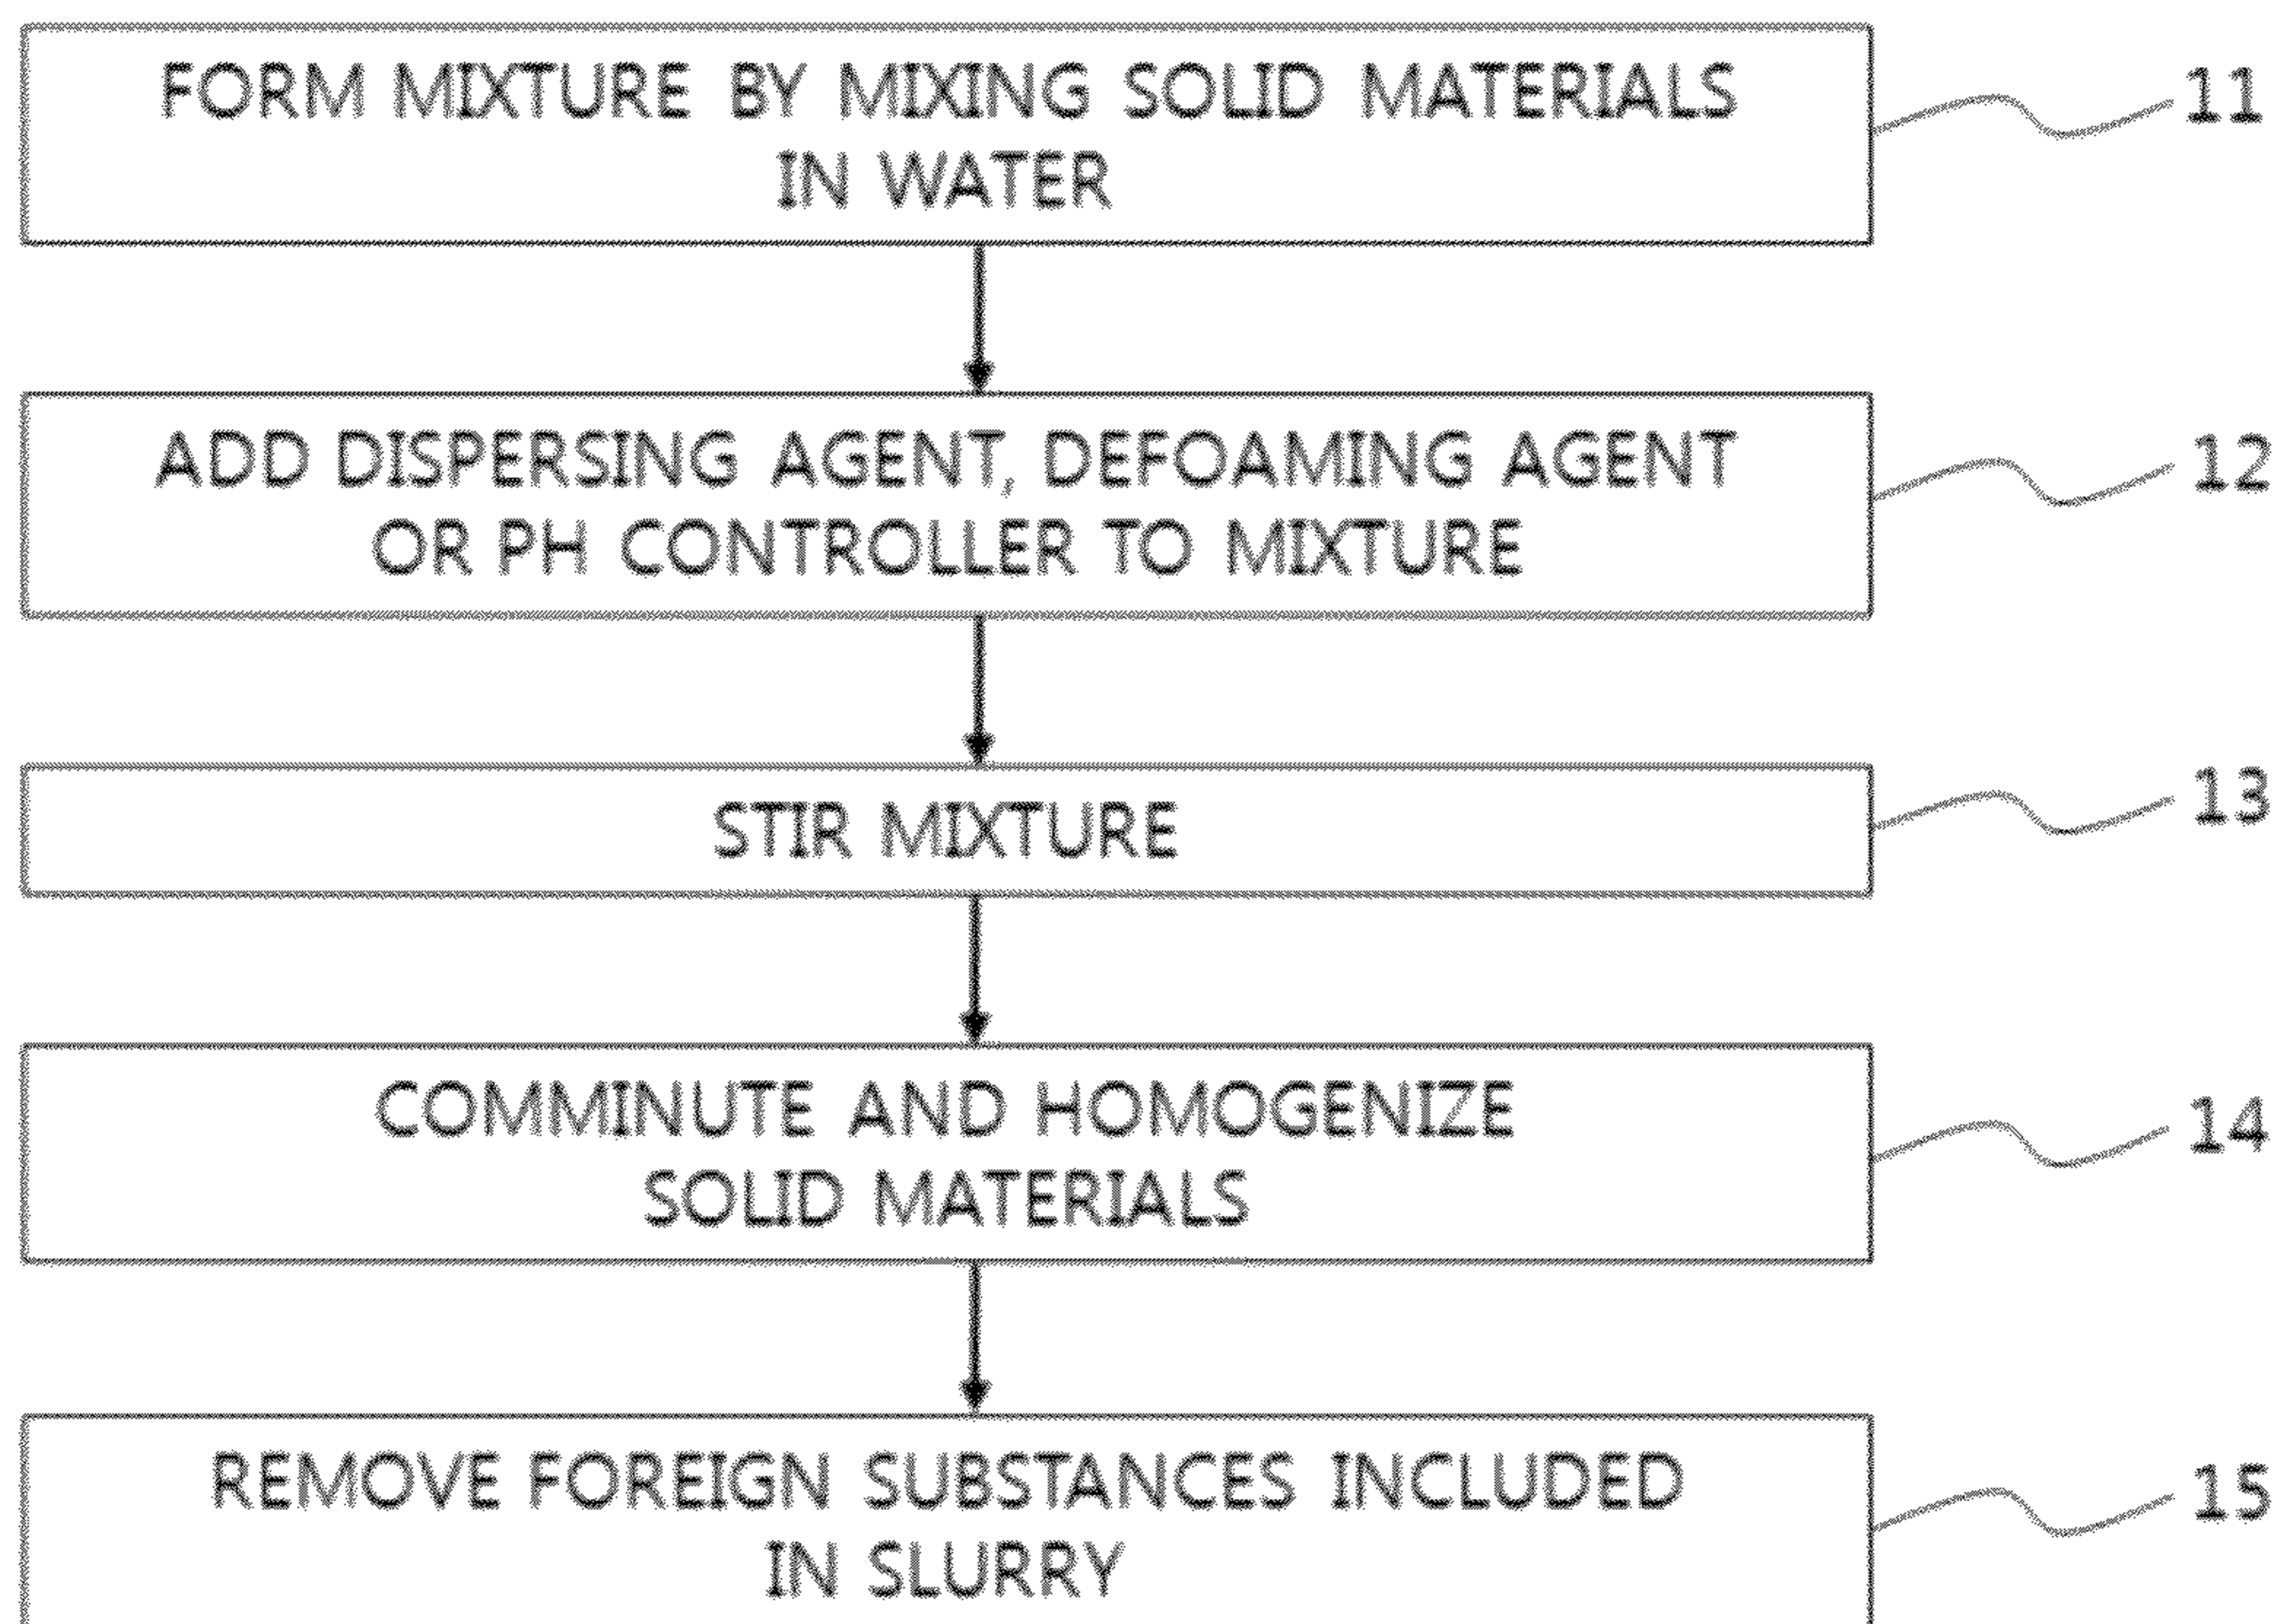 FORM MIXTURE BY MIXING SOLID MATERIALS
IN WATER
11
ADD DISPERSING AGENT, DEFOAMING AGENT
OR PH CONTROLLER TO MIXTURE
12
STIR MIXTURE
13
COMMINUTE AND HOMOGENIZE
SOLID MATERIALS
14
REMOVE FOREIGN SUBSTANCES INCLUDED
IN SLURRY
15